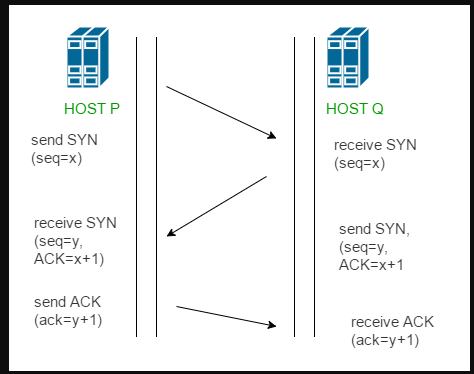 HOST P
HOST Q
send SYN
(seq=x)
receive SYN
(seq=x)
receive SYN
(seq=y,
ACK=x+1)
send SYN,
(seq=y,
ACK=x+1
send ACK
(ack=y+1)
receive ACK
(ack=y+1)